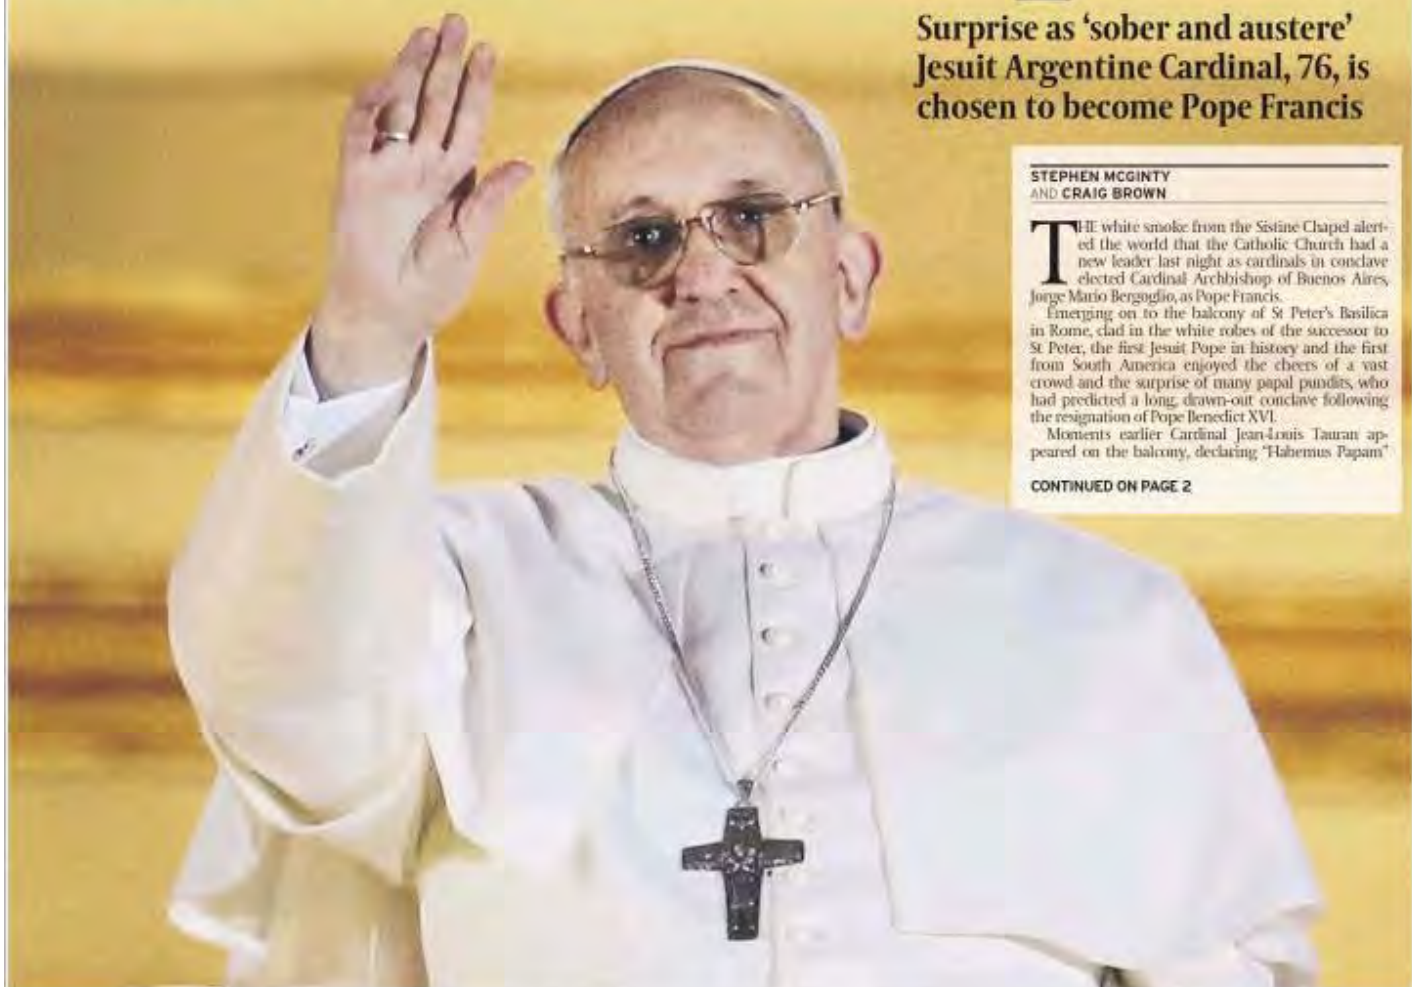 Surprise as ‘sober and austere’
Jesuit Argentine Cardinal, 76, is
chosen to become Pope Francis
STEPHEN MCGINTY
AND CRAIG BROWN
THE white smoke from the Sistine Chapel alert-
ed the world that the Catholic Church had a
new leader last night as cardinals in conclave
elected Cardinal Archbishop of Buenos Aires,
Jorge Mario Bergoglio, as Pope Francis.
Emerging on to the balcony of St Peter’s Basilica
in Rome, clad in the white robes of the successor to
St Peter, the first Jesuit Pope in history and the first
from South America enjoyed the cheers of a vast
crowd and the surprise of many papal pundits, who
had predicted a long, drawn-out conclave following
the resignation of Pope Benedict XVI.
Moments earlier Cardinal Jean-Louis Tauran ap-
peared on the balcony, declaring “Habemus Papam”
CONTINUED ON PAGE 2